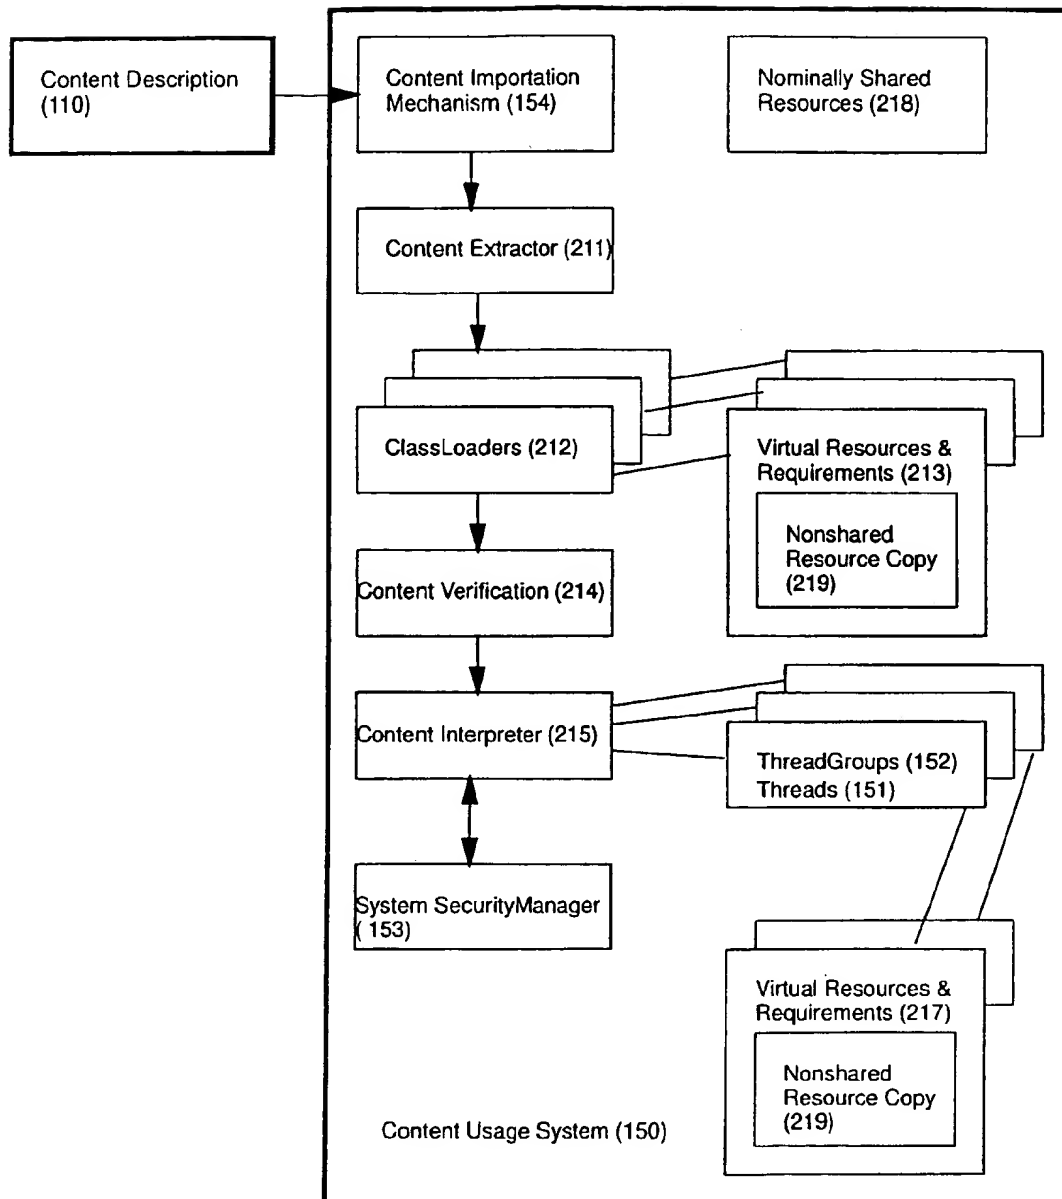 Content Description
(110)
Content Importation
Mechanism (154)
Nominally Shared
Resources (218)
Content Extractor (211)
ClassLoaders (212)
Virtual Resources &
Requirements (213)
Nonshared
Resource Copy
(219)
Content Verification (214)
Content Interpreter (215)
ThreadGroups (152)
Threads (151)
System SecurityManager
( 153)
Virtual Resources &
Requirements (217)
Nonshared
Resource Copy
(219)
Content Usage System (150)